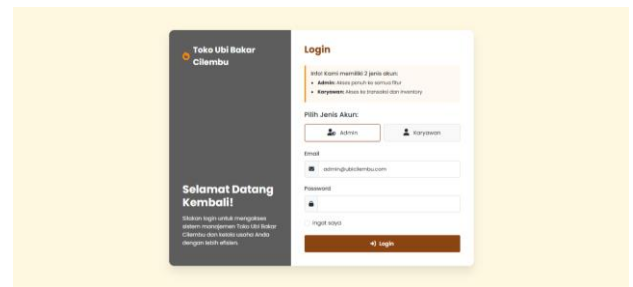 Toko Ubi Bakar
Cilembu
Selamat Datang
Kembali!
Silakan login untuk mengakses
sistem manajemen Toko Ubi Bakar
Cilembu dan kelola usaha Anda
dengan lebih efisien.
Login
Info! Kami memiliki 2 jenis akun:
Admin: Akses penuh ke semua fitur
Karyawan: Akses ke transaksi dan inventory
Pilih Jenis Akun:
Admin
Karyawan
Email
admin@ubicilembu.com
Password
Ingat saya
Login